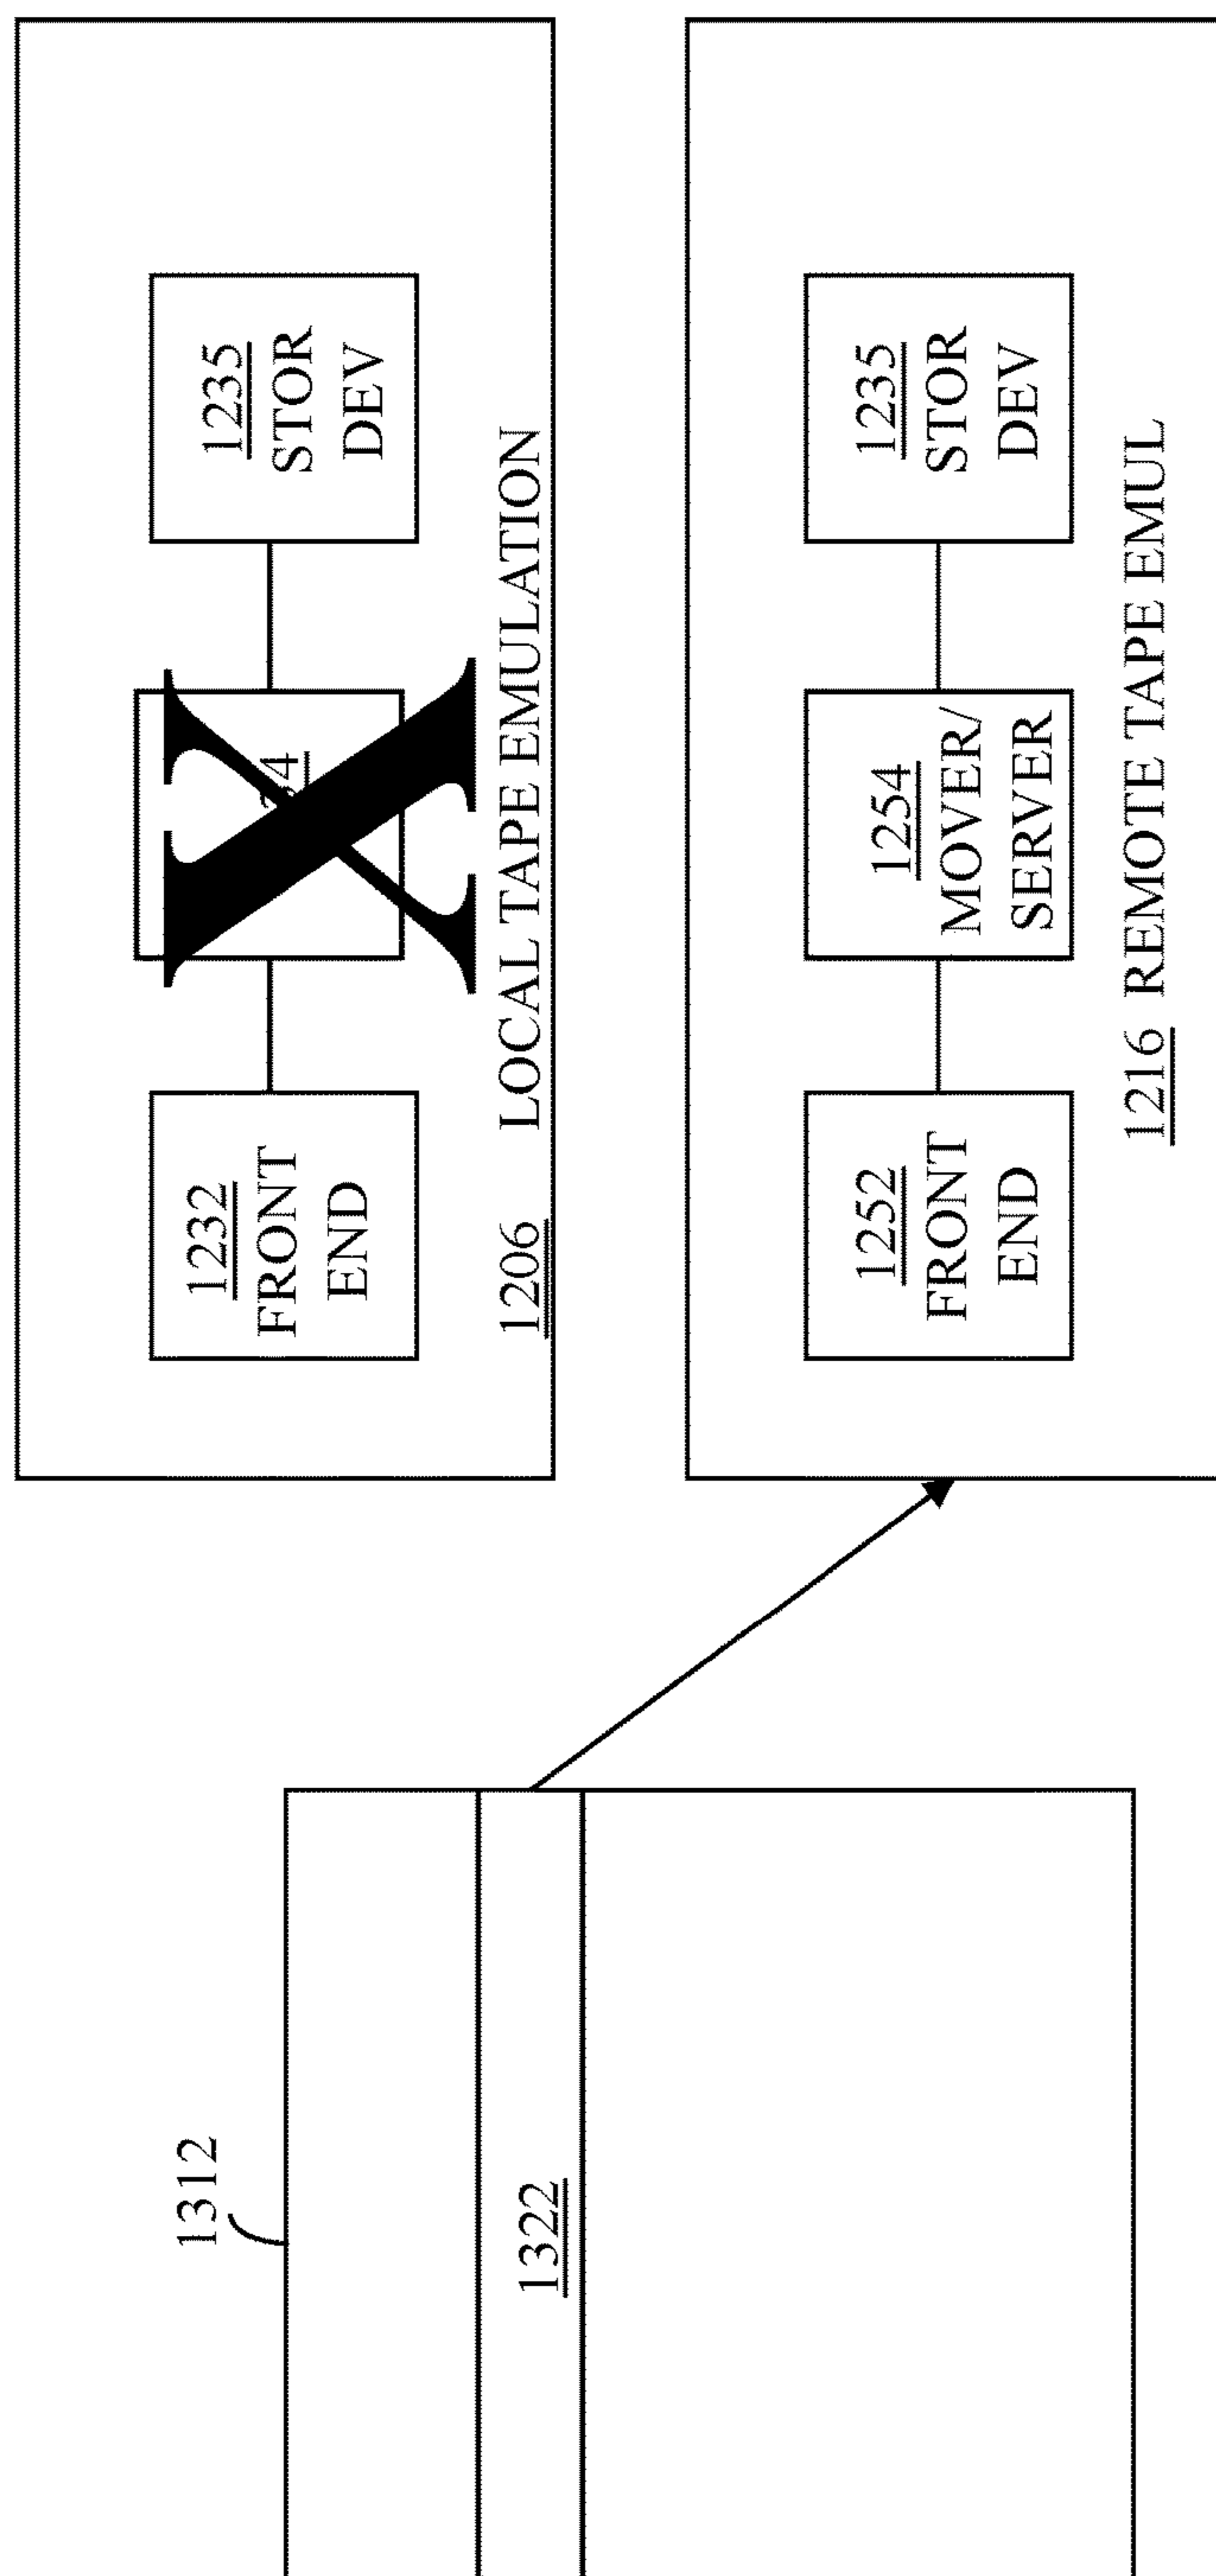 1312
1322
1232
FRONT
END
34
1235
STOR
DEV
1206 LOCAL TAPE EMULATION
1252
FRONT
END
1254
MOVER/
SERVER
1235
STOR
DEV
1216 REMOTE TAPE EMUL